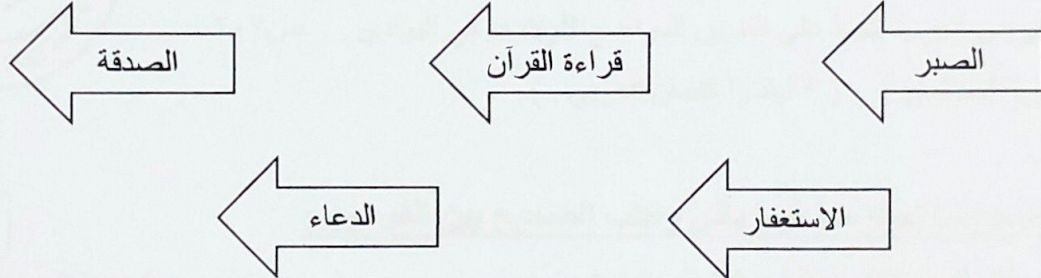 الصبر
قراءة القرآن
الصدقة
الاستغفار
الدعاء